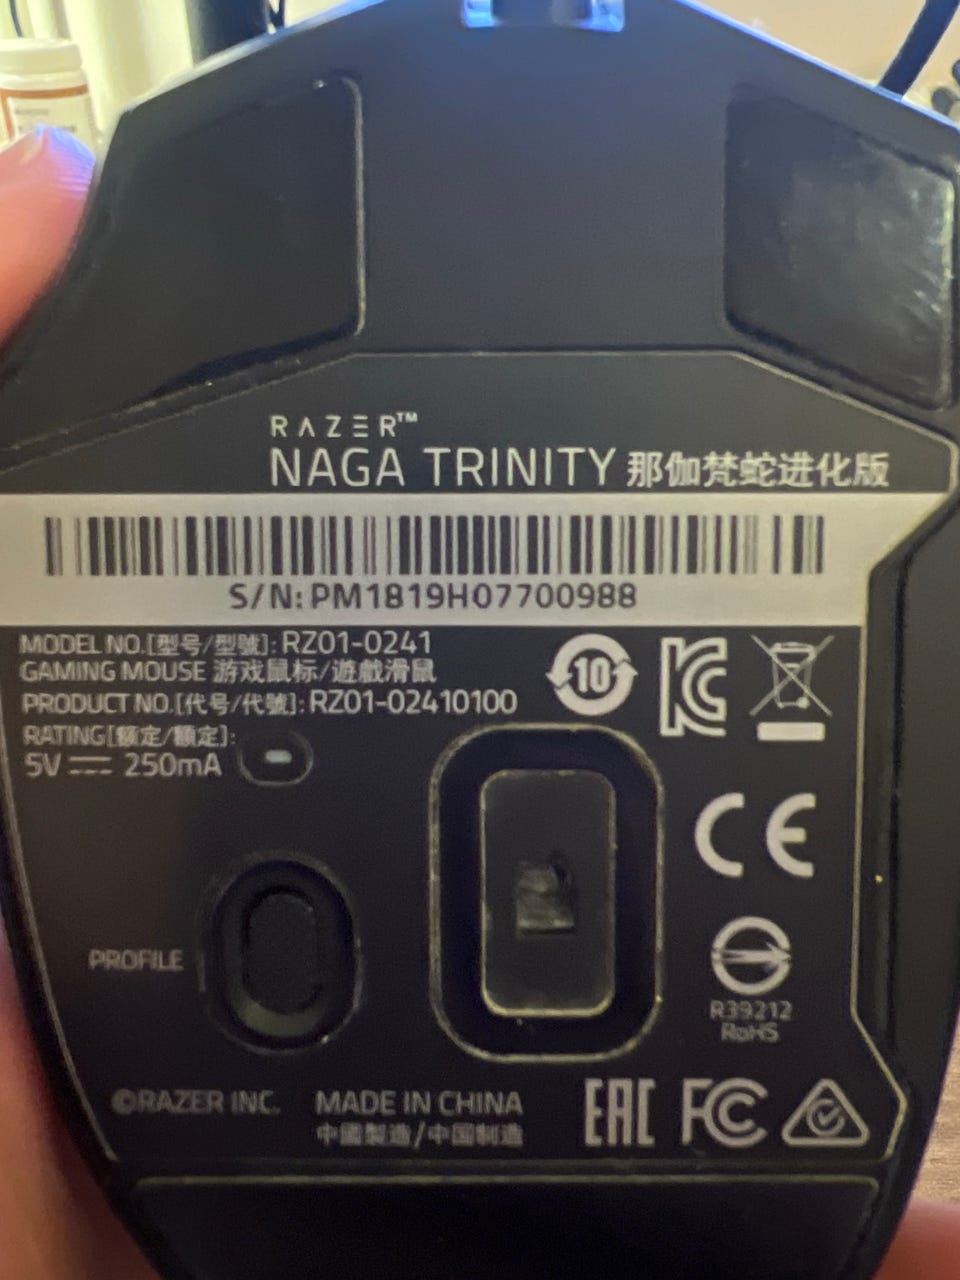 RAZER™
NAGA TRINITY 那伽梵蛇进化版
S/N: PM1819H07700988
MODEL NO.[型号/型號]: RZ01-0241
GAMING MOUSE 游戏鼠标/遊戲滑鼠
PRODUCT NO.[代号/代號]: RZ01-02410100
RATING[额定/額定]:
5V ⎓ 250mA
10
CE
PROFILE
R39212
RoHS
©RAZER INC. MADE IN CHINA
中國製造/中国制造
EAC FC